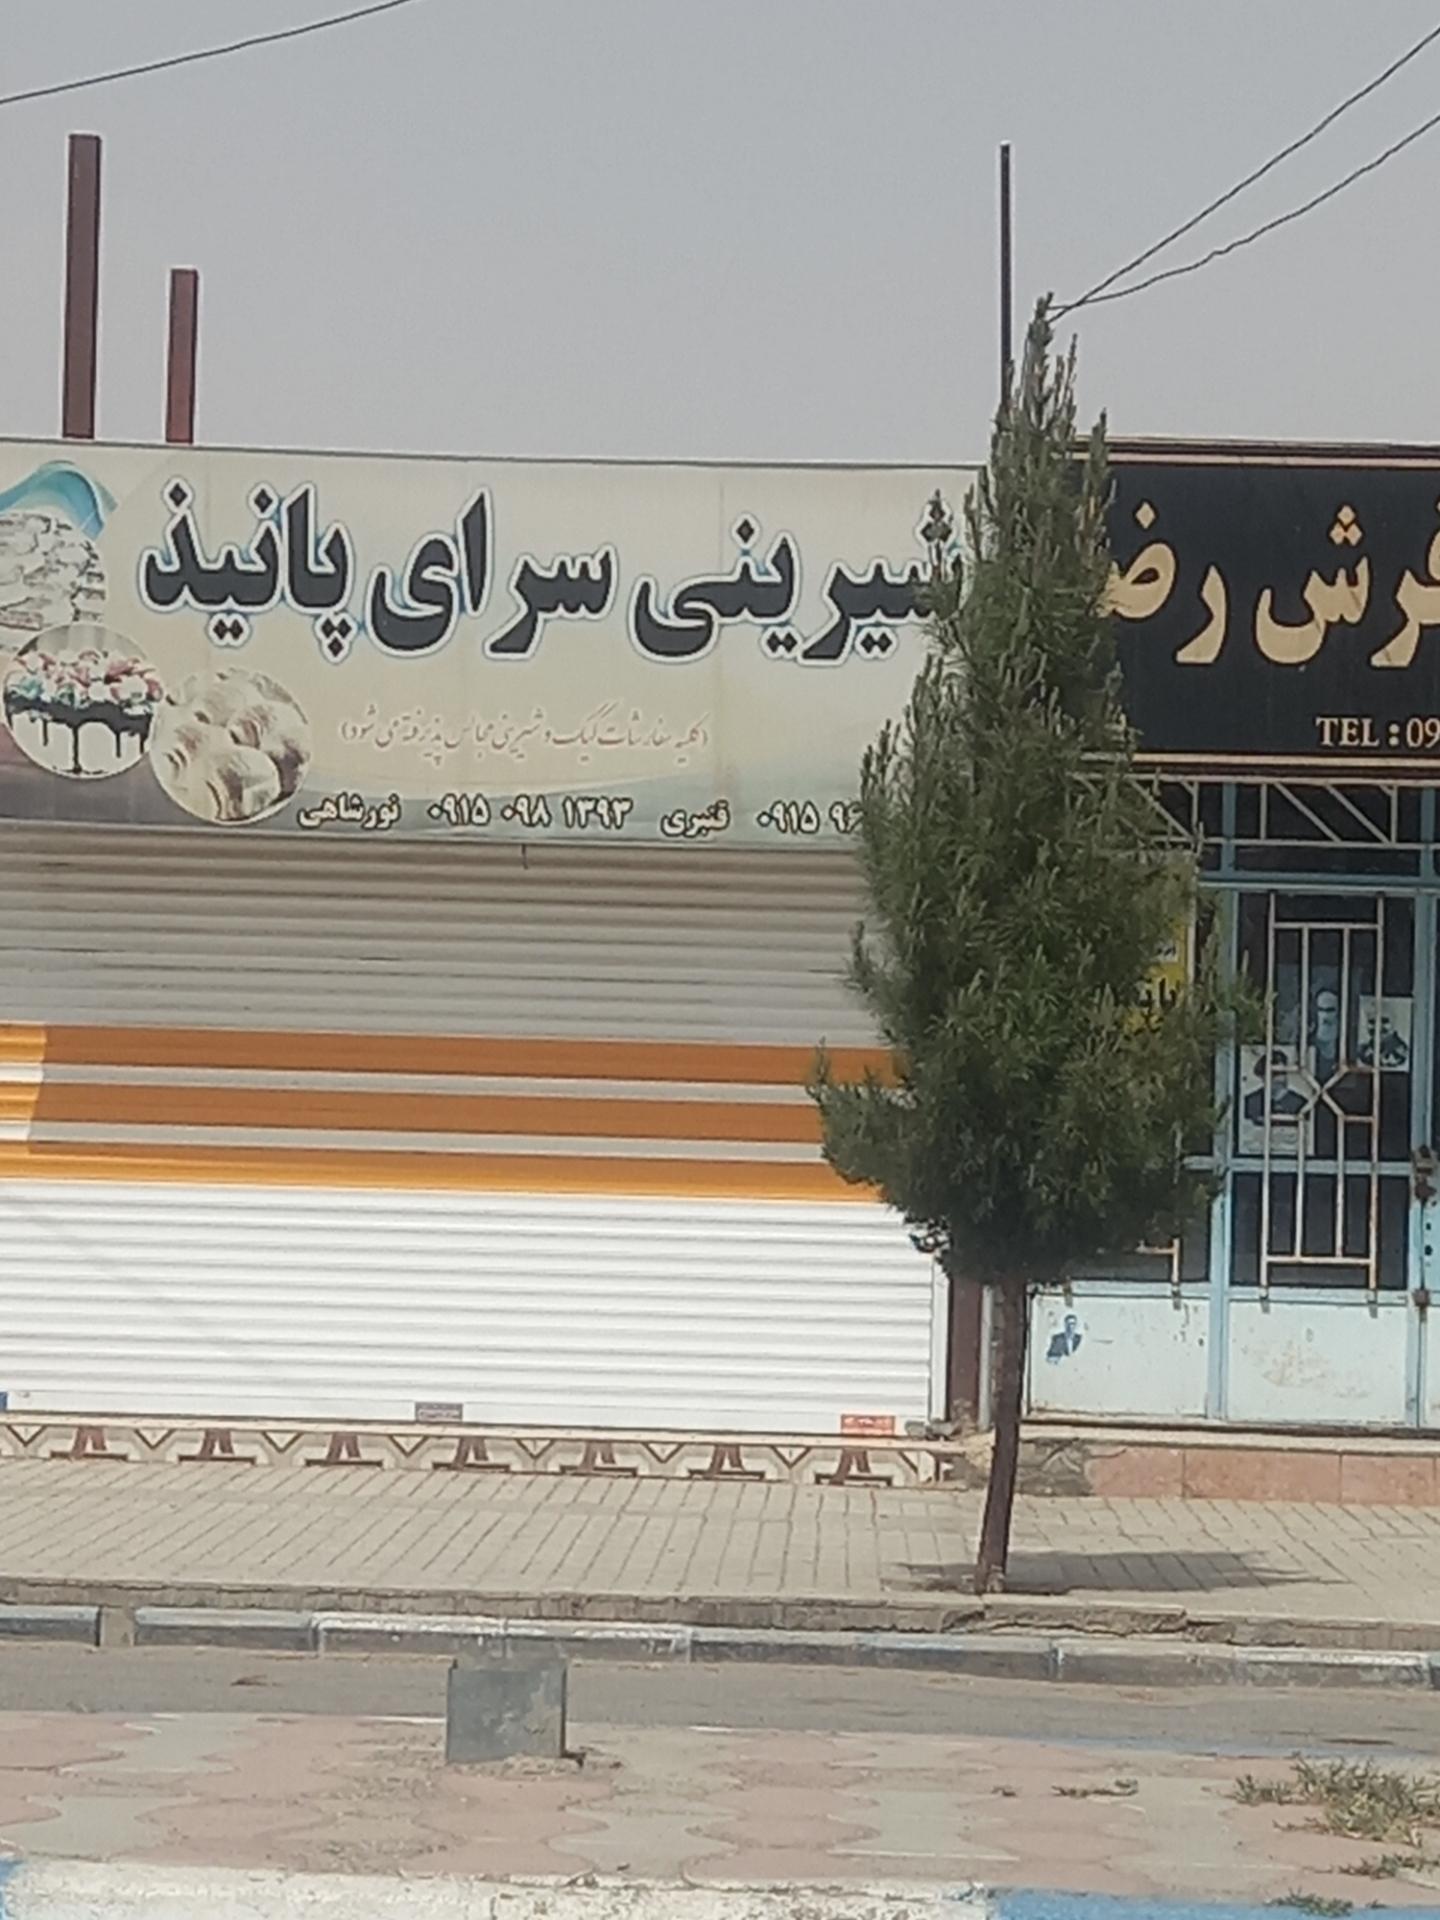 شیرینی سرای پانیذ
(کلیه سفارشات کیک و شیرینی مجالس پذیرفته می شود)
۰۹۱۵ ۹۶ قنبری ۰۹۱۵ ۰۹۸ ۱۳۹۳ نورشاهی
فرش رض
TEL : 09